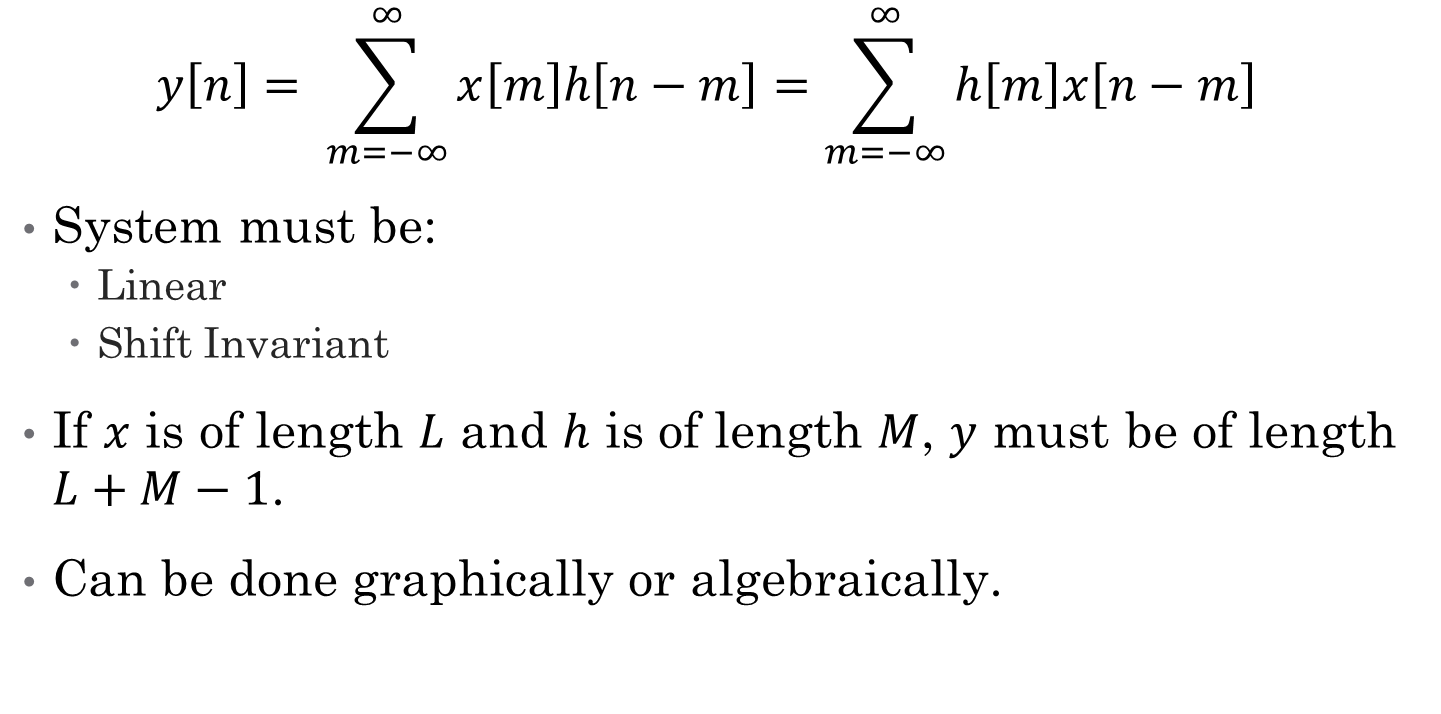 y[n] = ∑_{m=−∞}^{∞} x[m]h[n − m] = ∑_{m=−∞}^{∞} h[m]x[n − m]
• System must be:
• Linear
• Shift Invariant
• If x is of length L and h is of length M, y must be of length
L + M − 1.
• Can be done graphically or algebraically.